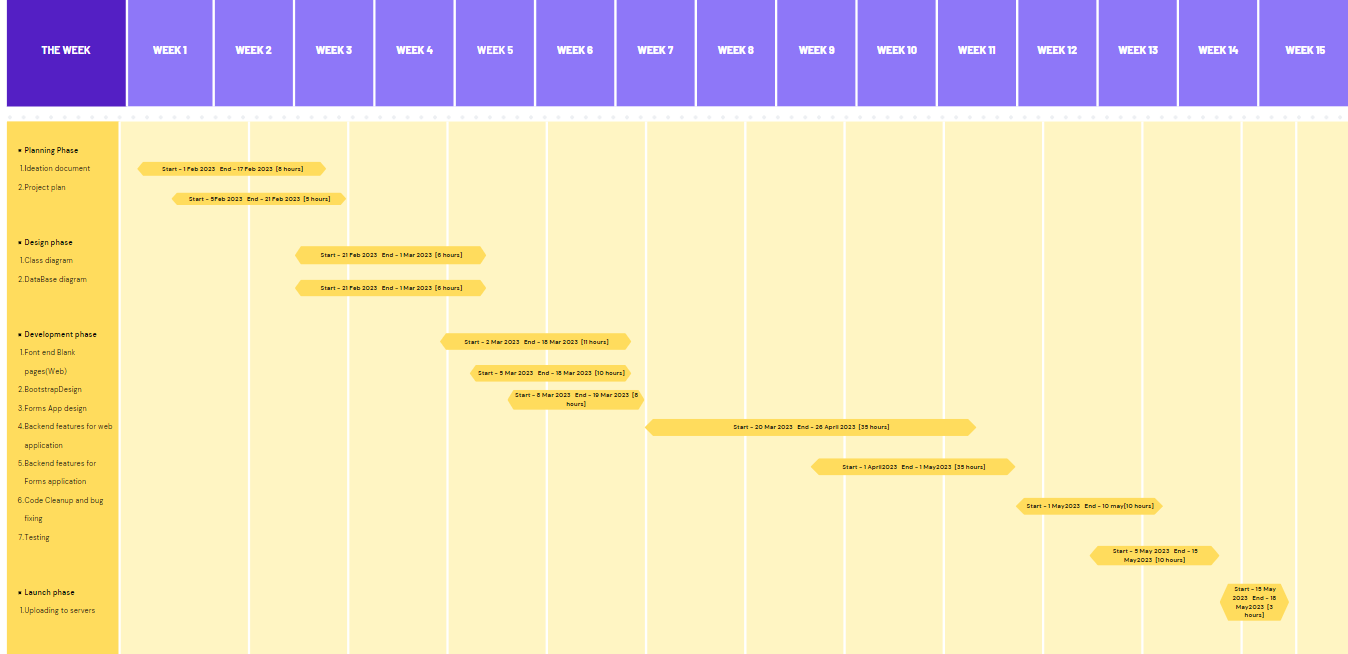 THE WEEK
WEEK 1
WEEK 2
WEEK 3
WEEK 4
WEEK 5
WEEK 6
WEEK 7
WEEK 8
WEEK 9
WEEK 10
WEEK 11
WEEK 12
WEEK 13
WEEK 14
WEEK 15
▪ Planning Phase
1.Ideation document
2.Project plan
▪ Design phase
1.Class diagram
2.DataBase diagram
▪ Development phase
1.Font end Blank
pages(Web)
2.BootstrapDesign
3.Forms App design
4.Backend features for web
application
5.Backend features for
Forms application
6.Code Cleanup and bug
fixing
7.Testing
▪ Launch phase
1.Uploading to servers
Start - 1 Feb 2023 End - 17 Feb 2023 [8 hours]
Start - 5Feb 2023 End - 21 Feb 2023 [5 hours]
Start - 21 Feb 2023 End - 1 Mar 2023 [6 hours]
Start - 21 Feb 2023 End - 1 Mar 2023 [6 hours]
Start - 2 Mar 2023 End - 18 Mar 2023 [11 hours]
Start - 5 Mar 2023 End - 18 Mar 2023 [10 hours]
Start - 8 Mar 2023 End - 19 Mar 2023 [8
hours]
Start - 20 Mar 2023 End - 26 April 2023 [35 hours]
Start - 1 April2023 End - 1 May2023 [35 hours]
Start - 1 May2023 End - 10 may[10 hours]
Start - 5 May 2023 End - 15
May2023 [10 hours]
Start - 15 May
2023 End - 18
May2023 [3
hours]